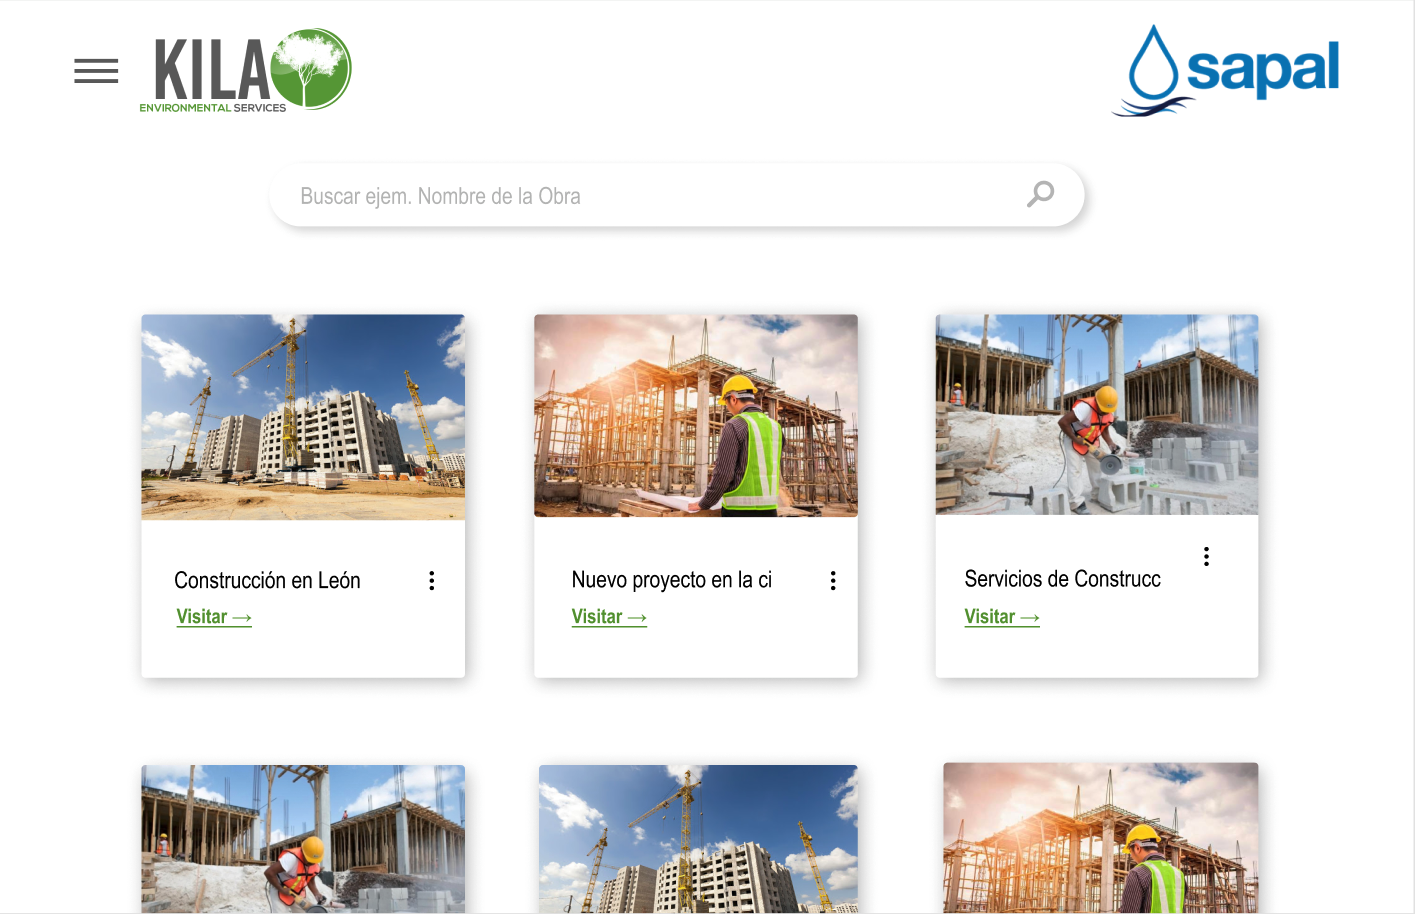 KILA
ENVIRONMENTAL SERVICES
sapal
Buscar ejem. Nombre de la Obra
Construcción en León
Visitar →
Nuevo proyecto en la ci
Visitar →
Servicios de Construcc
Visitar →